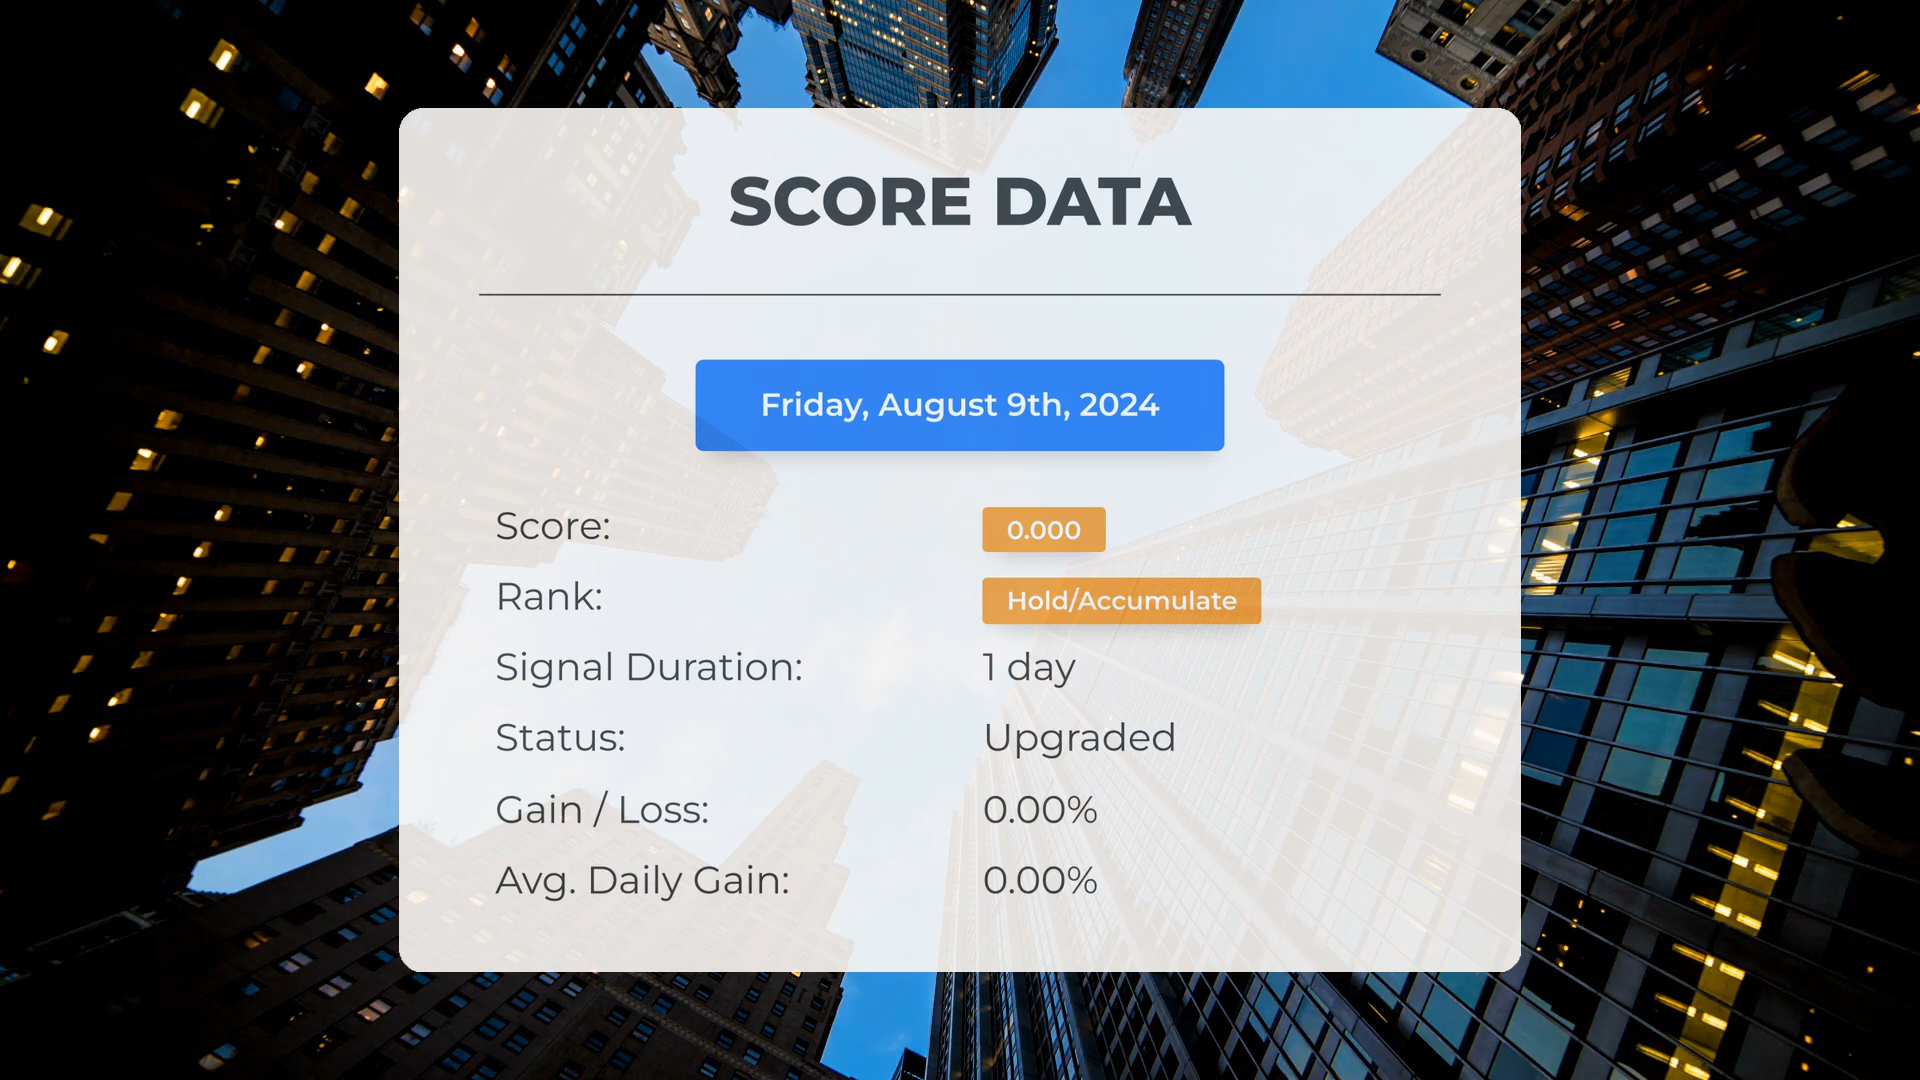 SCORE DATA
Friday, August 9th, 2024
Score: 0.000
Rank: Hold/Accumulate
Signal Duration: 1 day
Status: Upgraded
Gain / Loss: 0.00%
Avg. Daily Gain: 0.00%